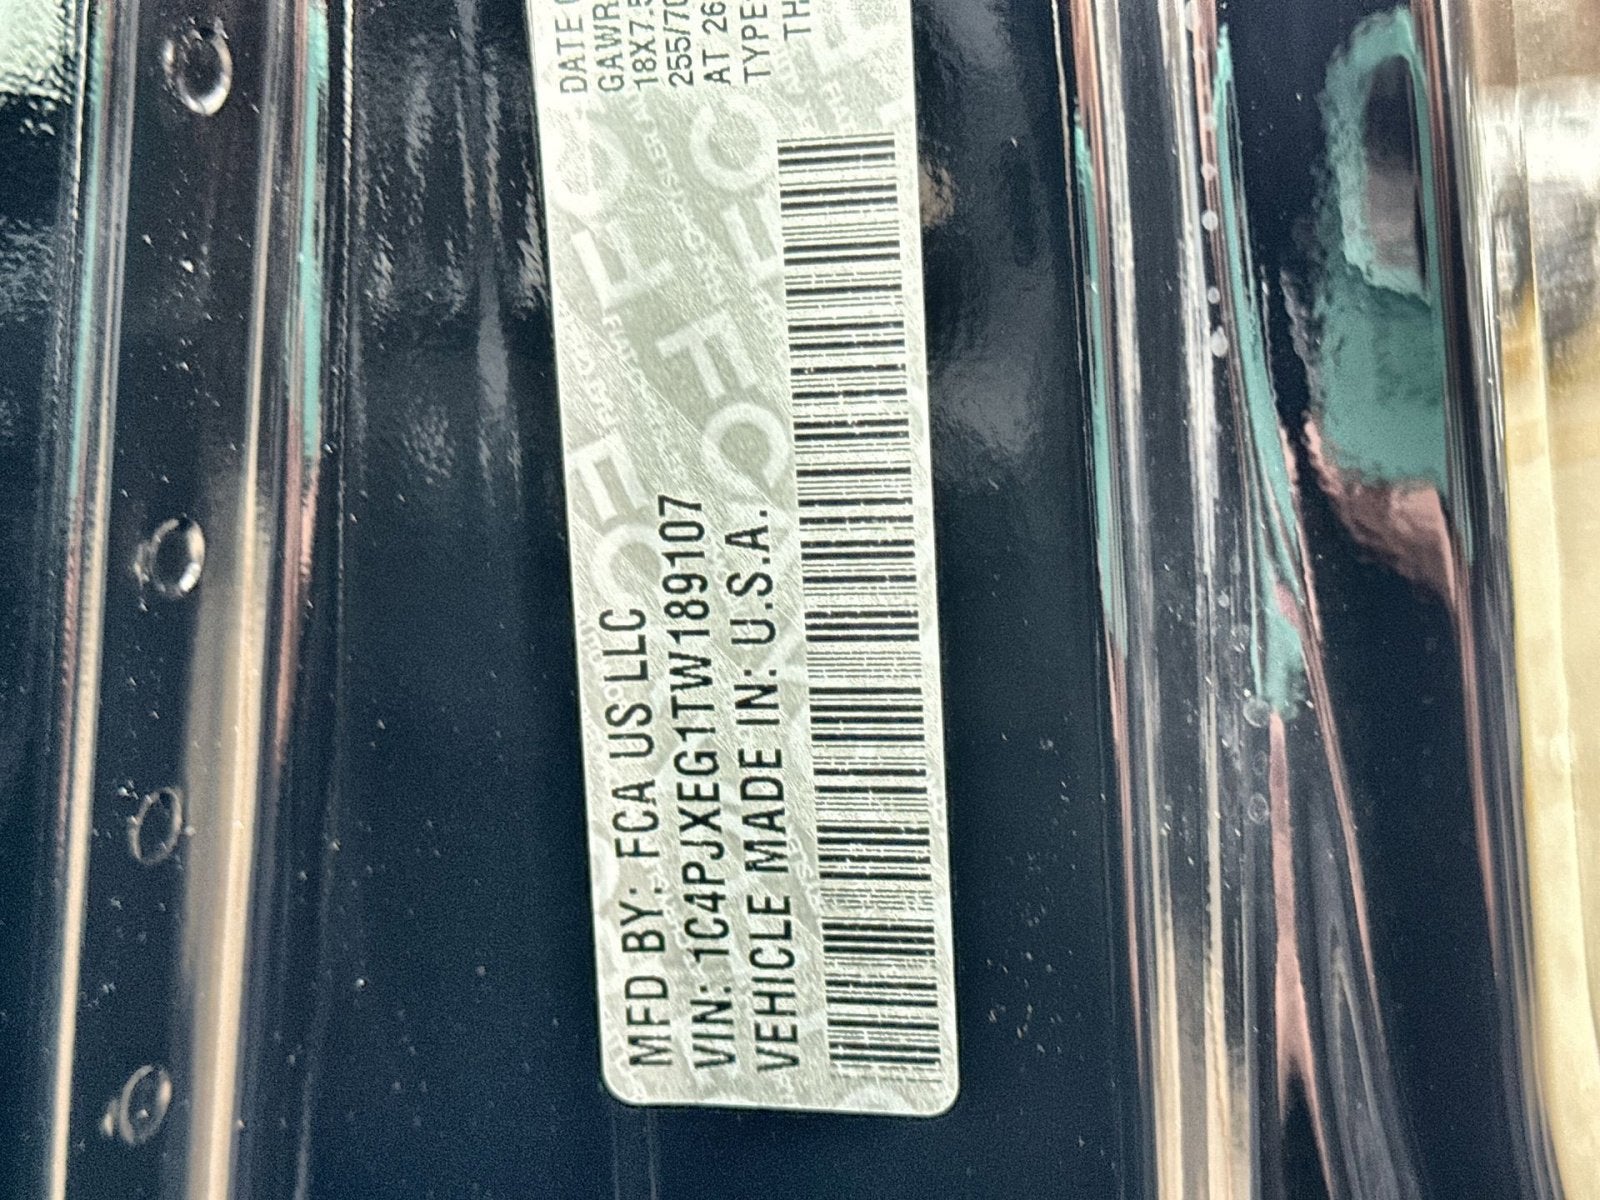 MFD BY: FCA US LLC
VIN: 1C4PJXEG1TW189107
VEHICLE MADE IN: U.S.A.
DATE
GAWR
18X7.5
255/70
AT 26
TYPE
TH